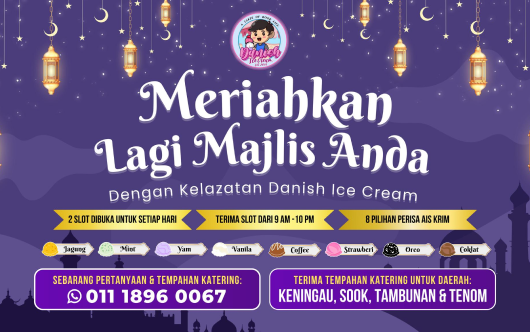 Danish
Ice Cream
Meriahkan
Lagi Majlis Anda
Dengan Kelazatan Danish Ice Cream
2 SLOT DIBUKA UNTUK SETIAP HARI
TERIMA SLOT DARI 9 AM - 10 PM
8 PILIHAN PERISA AIS KRIM
Jagung
Mint
Yam
Vanila
Coffee
Strawberi
Oreo
Coklat
SEBARANG PERTANYAAN & TEMPAHAN KATERING:
011 1896 0067
TERIMA TEMPAHAN KATERING UNTUK DAERAH:
KENINGAU, SOOK, TAMBUNAN & TENOM